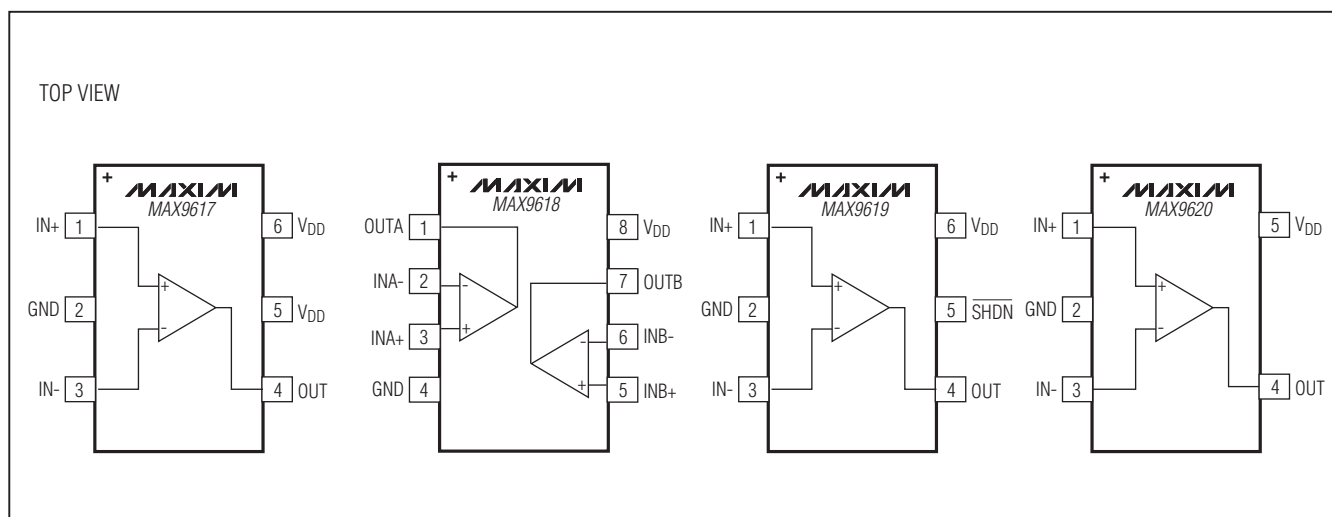 TOP VIEW
+ MAXIM
MAX9617
IN+ 1
6 VDD
GND 2
5 VDD
IN- 3
4 OUT
+
-
+ MAXIM
MAX9618
OUTA 1
8 VDD
INA- 2
7 OUTB
INA+ 3
6 INB-
GND 4
5 INB+
-
+
-
+
+ MAXIM
MAX9619
IN+ 1
6 VDD
GND 2
5 SHDN
IN- 3
4 OUT
+
-
+ MAXIM
MAX9620
IN+ 1
5 VDD
GND 2
IN- 3
4 OUT
+
-